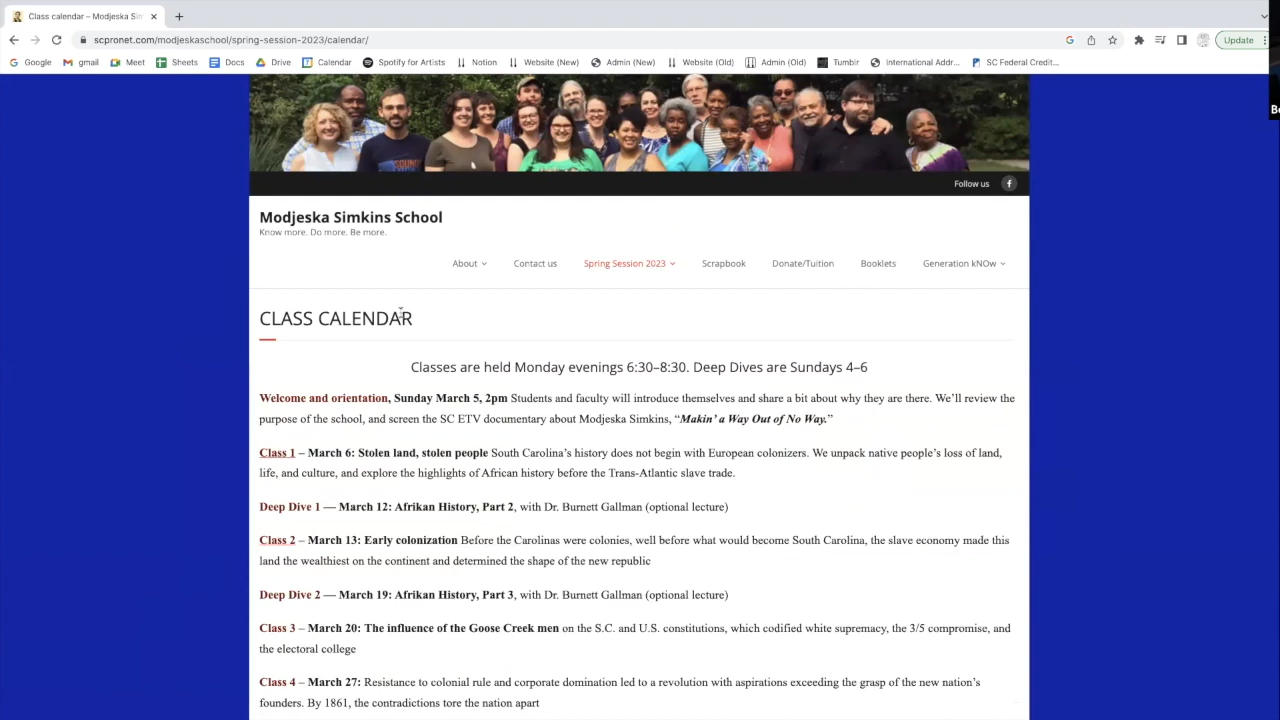 Class calendar – Modjeska Sim
scpronet.com/modjeskaschool/spring-session-2023/calendar/
Update
Google gmail Meet Sheets Docs Drive Calendar Spotify for Artists Notion Website (New) Admin (New) Website (Old) Admin (Old) Tumblr International Addr... SC Federal Credit...
Follow us
Modjeska Simkins School
Know more. Do more. Be more.
About Contact us Spring Session 2023 Scrapbook Donate/Tuition Booklets Generation kNOw
CLASS CALENDAR
Classes are held Monday evenings 6:30–8:30. Deep Dives are Sundays 4–6
Welcome and orientation, Sunday March 5, 2pm Students and faculty will introduce themselves and share a bit about why they are there. We’ll review the
purpose of the school, and screen the SC ETV documentary about Modjeska Simkins, “Makin’ a Way Out of No Way.”
Class 1 – March 6: Stolen land, stolen people South Carolina’s history does not begin with European colonizers. We unpack native people’s loss of land,
life, and culture, and explore the highlights of African history before the Trans-Atlantic slave trade.
Deep Dive 1 — March 12: Afrikan History, Part 2, with Dr. Burnett Gallman (optional lecture)
Class 2 – March 13: Early colonization Before the Carolinas were colonies, well before what would become South Carolina, the slave economy made this
land the wealthiest on the continent and determined the shape of the new republic
Deep Dive 2 — March 19: Afrikan History, Part 3, with Dr. Burnett Gallman (optional lecture)
Class 3 – March 20: The influence of the Goose Creek men on the S.C. and U.S. constitutions, which codified white supremacy, the 3/5 compromise, and
the electoral college
Class 4 – March 27: Resistance to colonial rule and corporate domination led to a revolution with aspirations exceeding the grasp of the new nation’s
founders. By 1861, the contradictions tore the nation apart